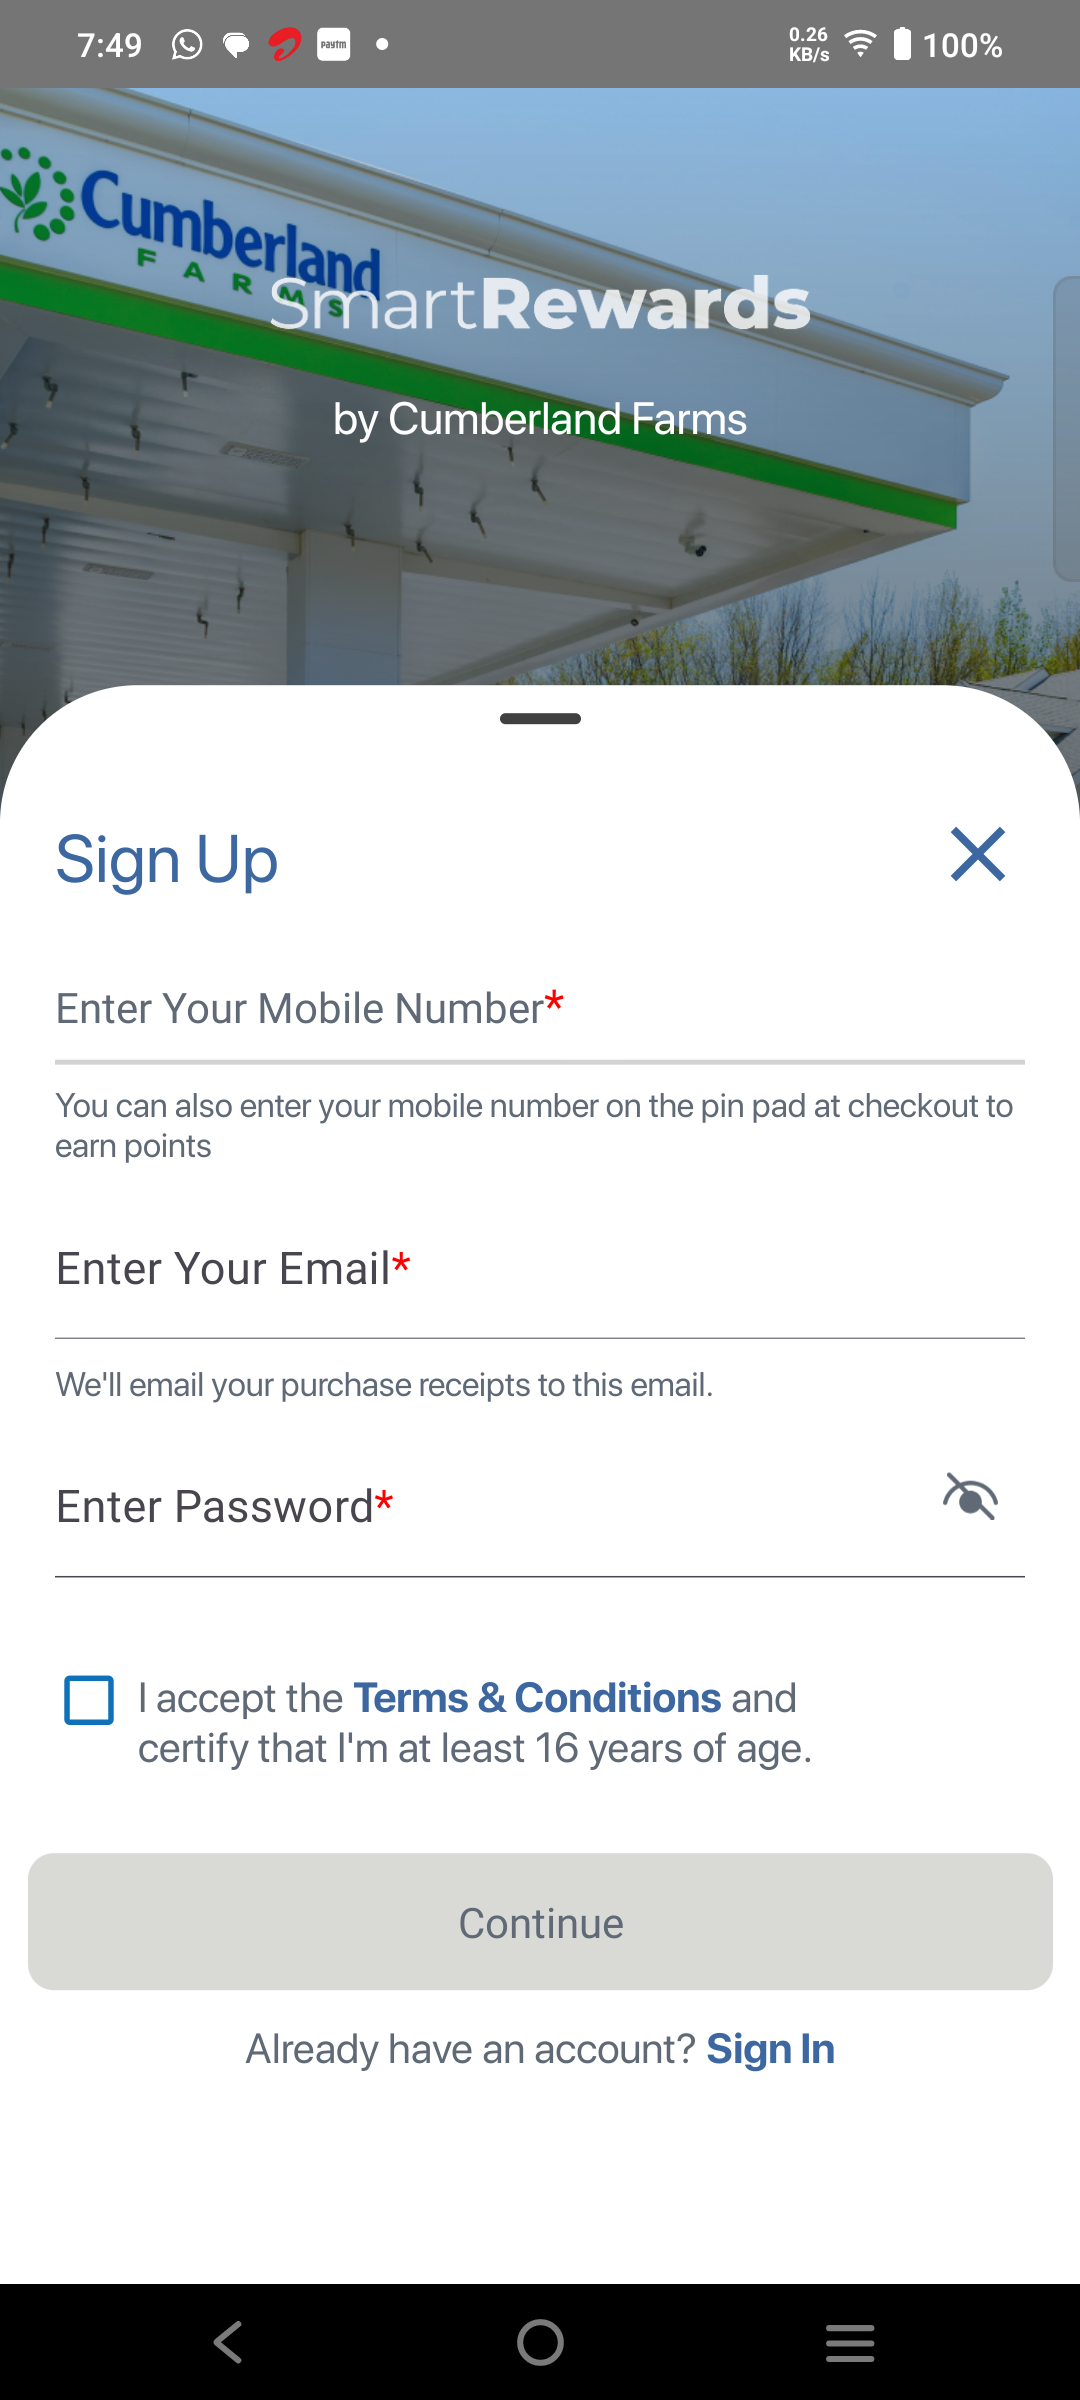 7:49
paytm
0.26
KB/s
100%
Cumberland
FARMS
SmartRewards
by Cumberland Farms
Sign Up
Enter Your Mobile Number*
You can also enter your mobile number on the pin pad at checkout to
earn points
Enter Your Email*
We'll email your purchase receipts to this email.
Enter Password*
I accept the Terms & Conditions and
certify that I'm at least 16 years of age.
Continue
Already have an account? Sign In